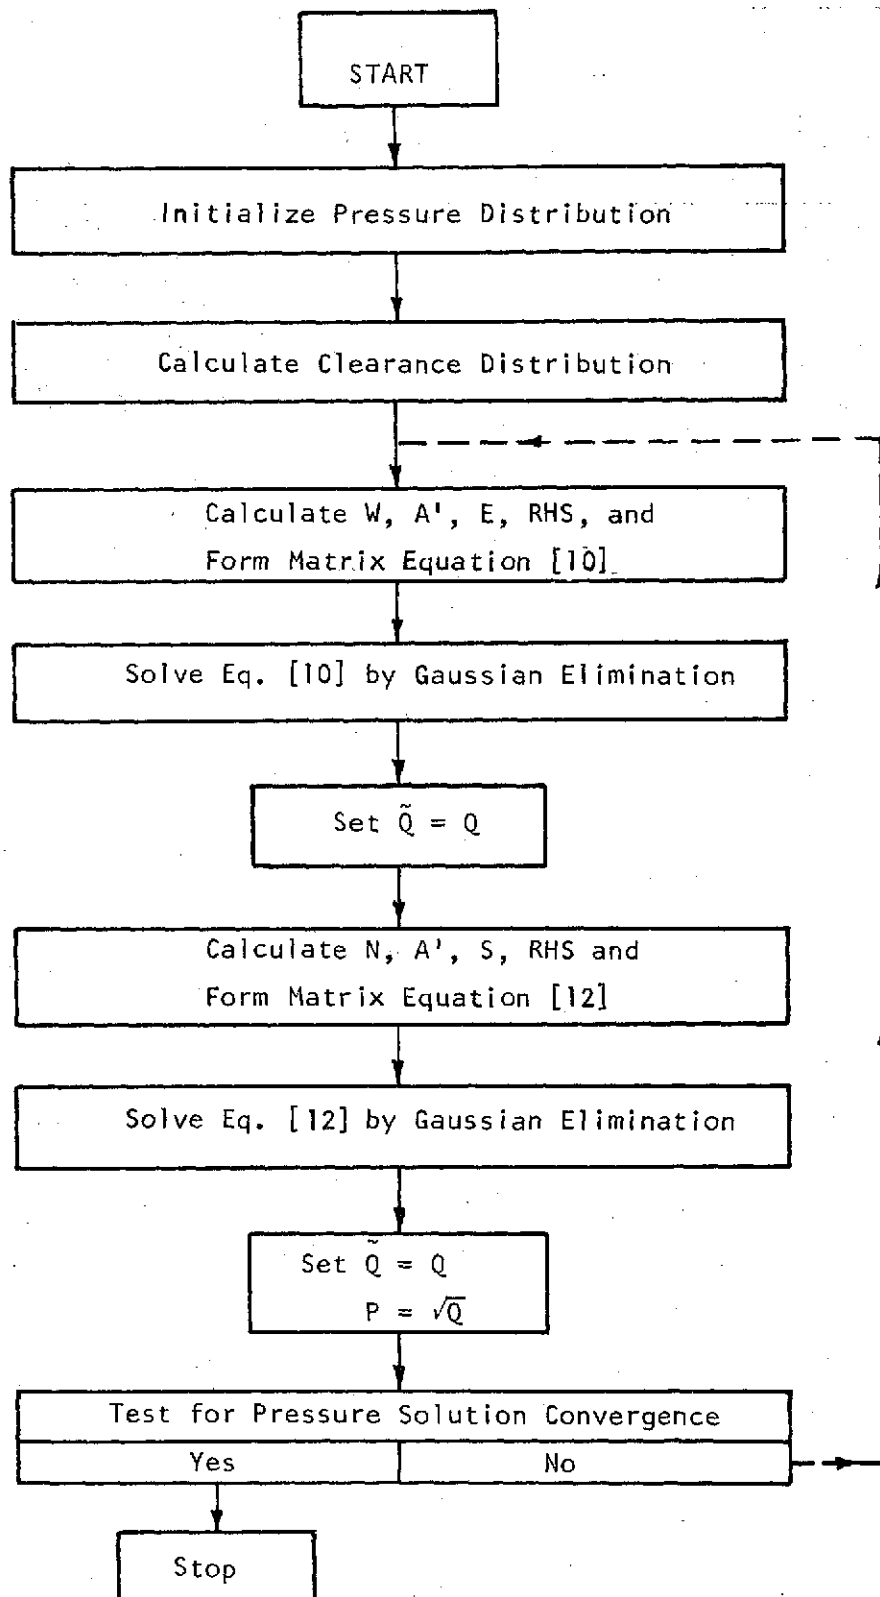 START
Initialize Pressure Distribution
Calculate Clearance Distribution
Calculate W, A', E, RHS, and
Form Matrix Equation [10]
Solve Eq. [10] by Gaussian Elimination
Set Q̃ = Q
Calculate N, A', S, RHS and
Form Matrix Equation [12]
Solve Eq. [12] by Gaussian Elimination
Set Q̃ = Q
P = √Q
Test for Pressure Solution Convergence
Yes No
Stop